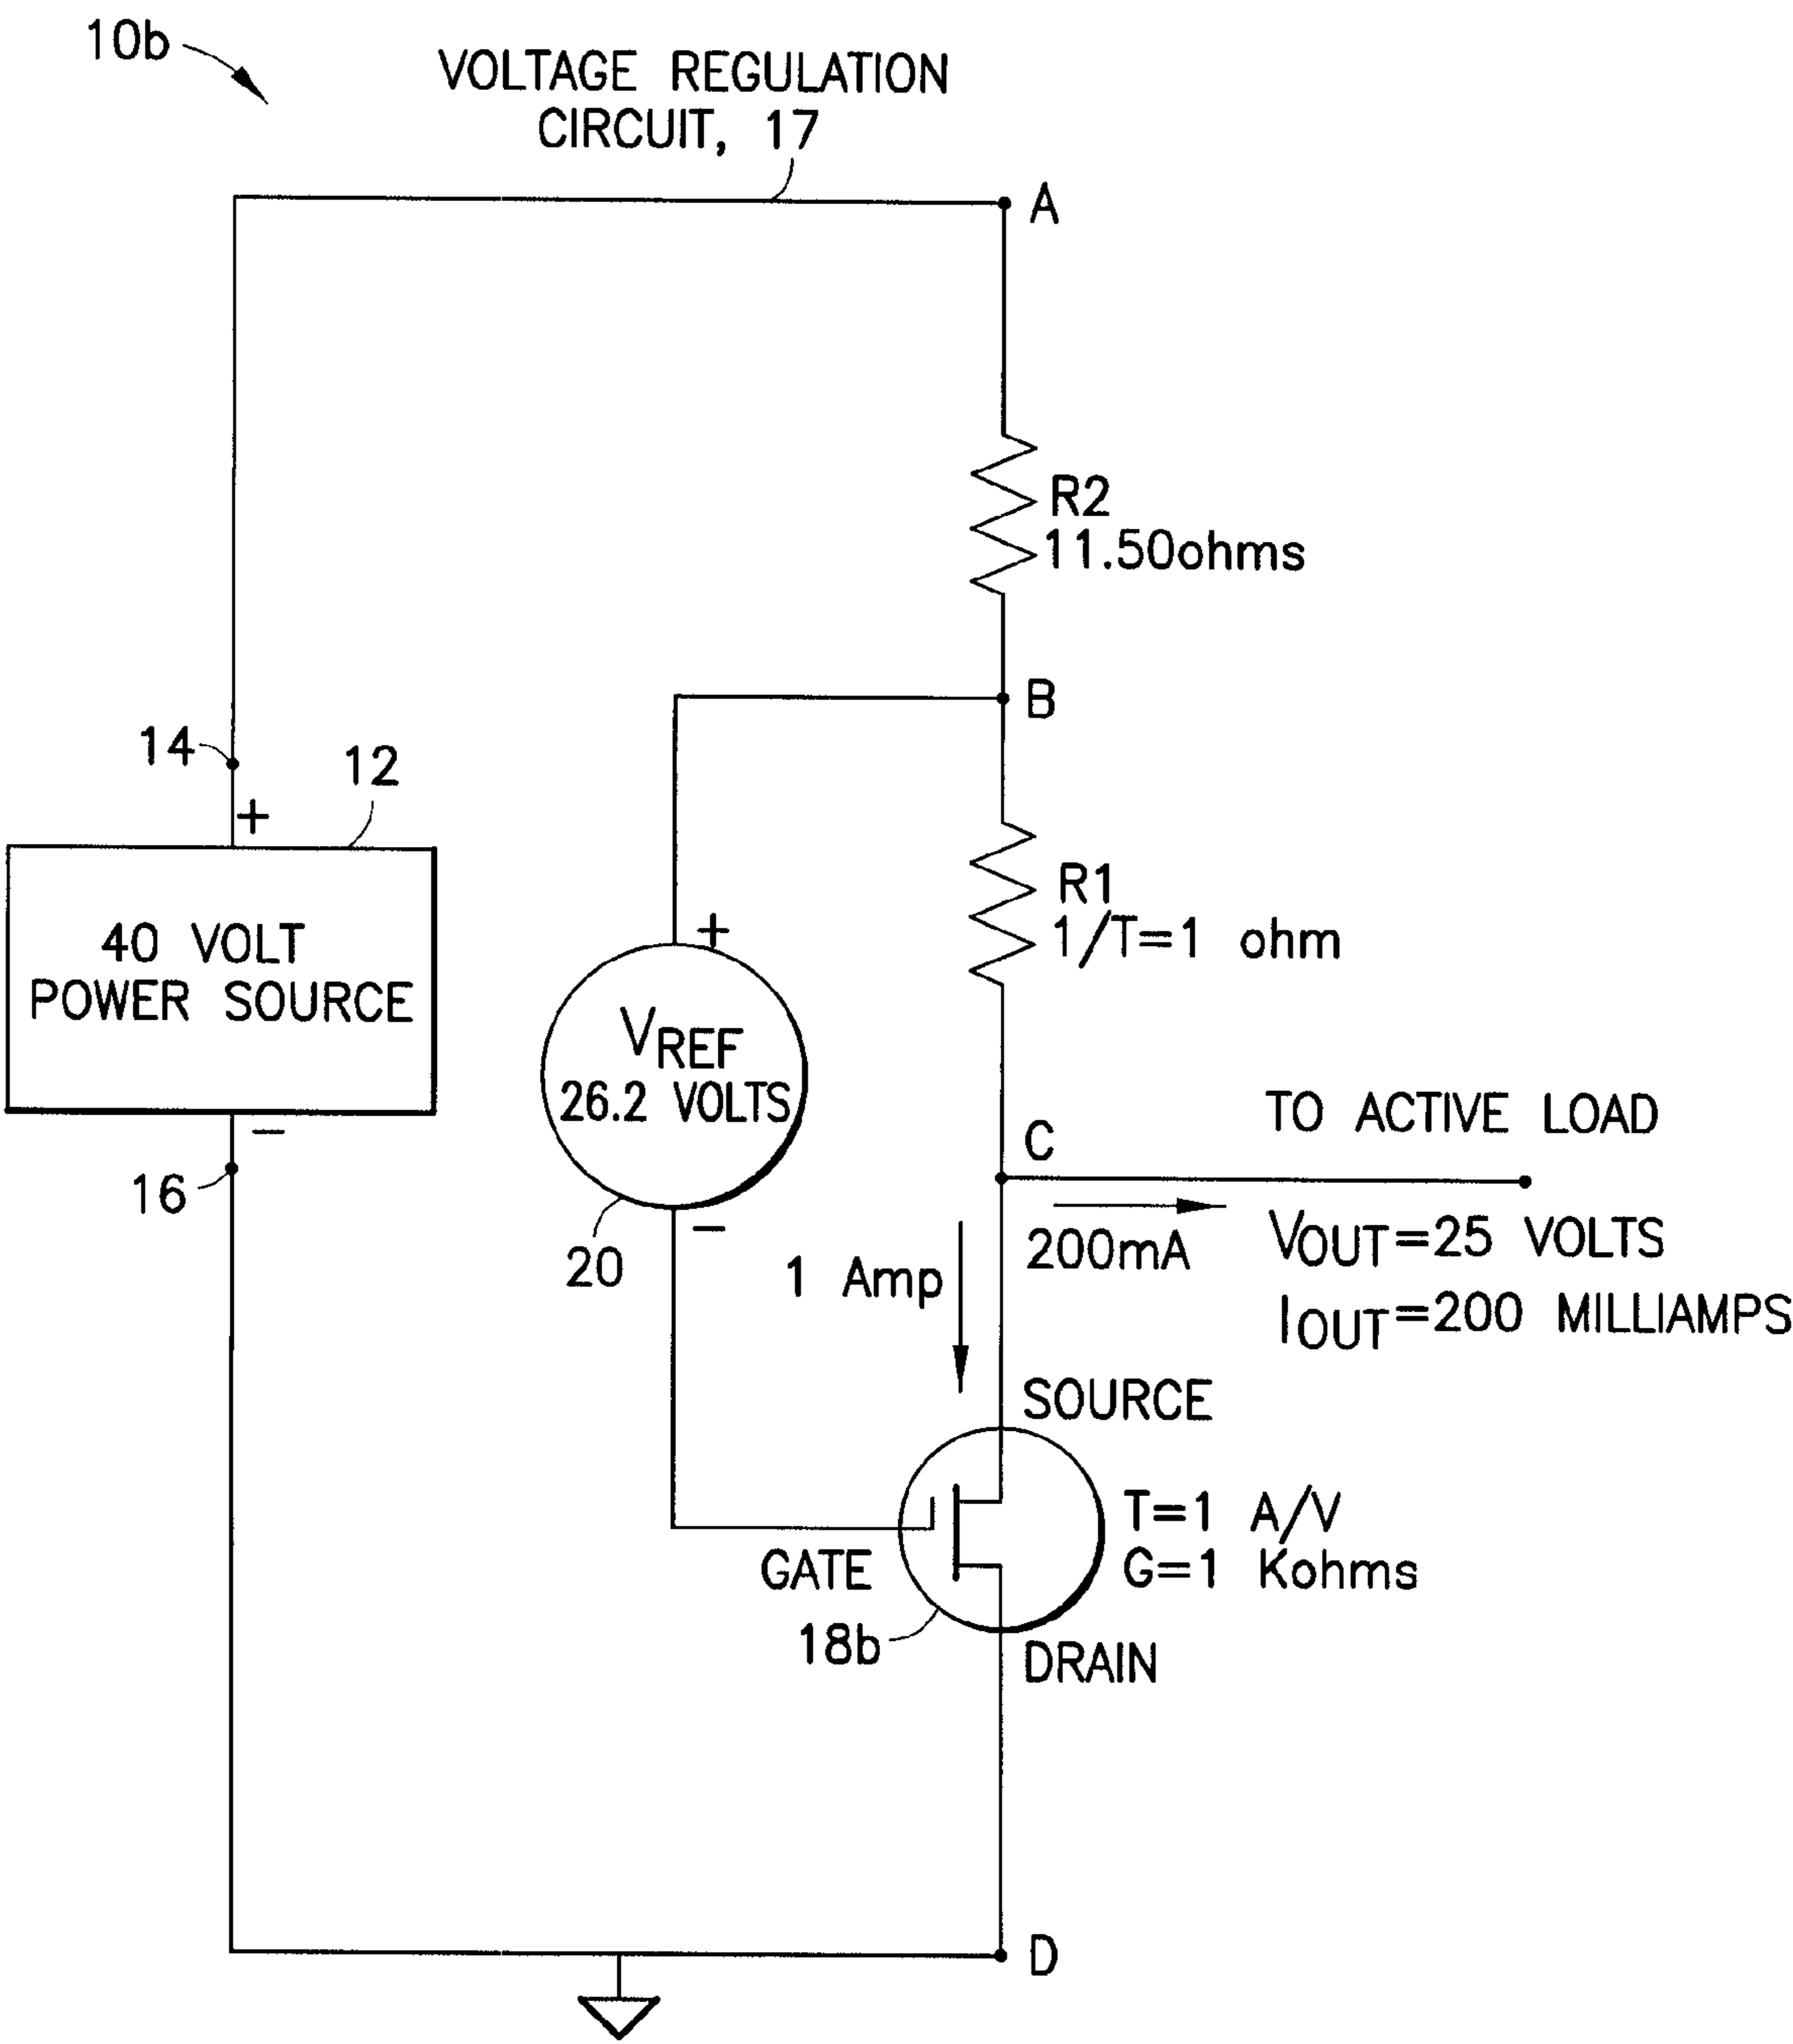 10b
VOLTAGE REGULATION
CIRCUIT, 17
A
R2
11.50ohms
B
14
12
+
40 VOLT
POWER SOURCE
−
16
+
VREF
26.2 VOLTS
−
20
R1
1/T=1 ohm
C
TO ACTIVE LOAD
200mA
VOUT=25 VOLTS
IOUT=200 MILLIAMPS
1 Amp
SOURCE
T=1 A/V
G=1 Kohms
GATE
18b
DRAIN
D